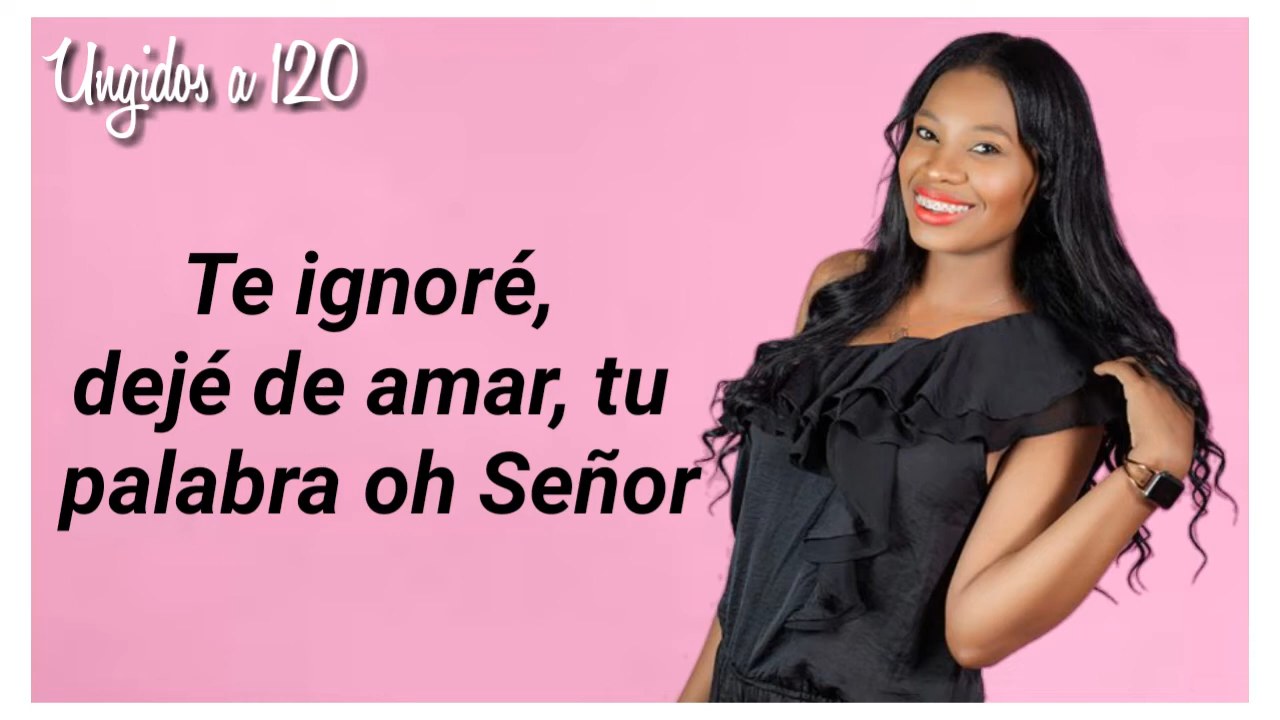 Ungidos a 120
Te ignoré,
dejé de amar, tu
palabra oh Señor